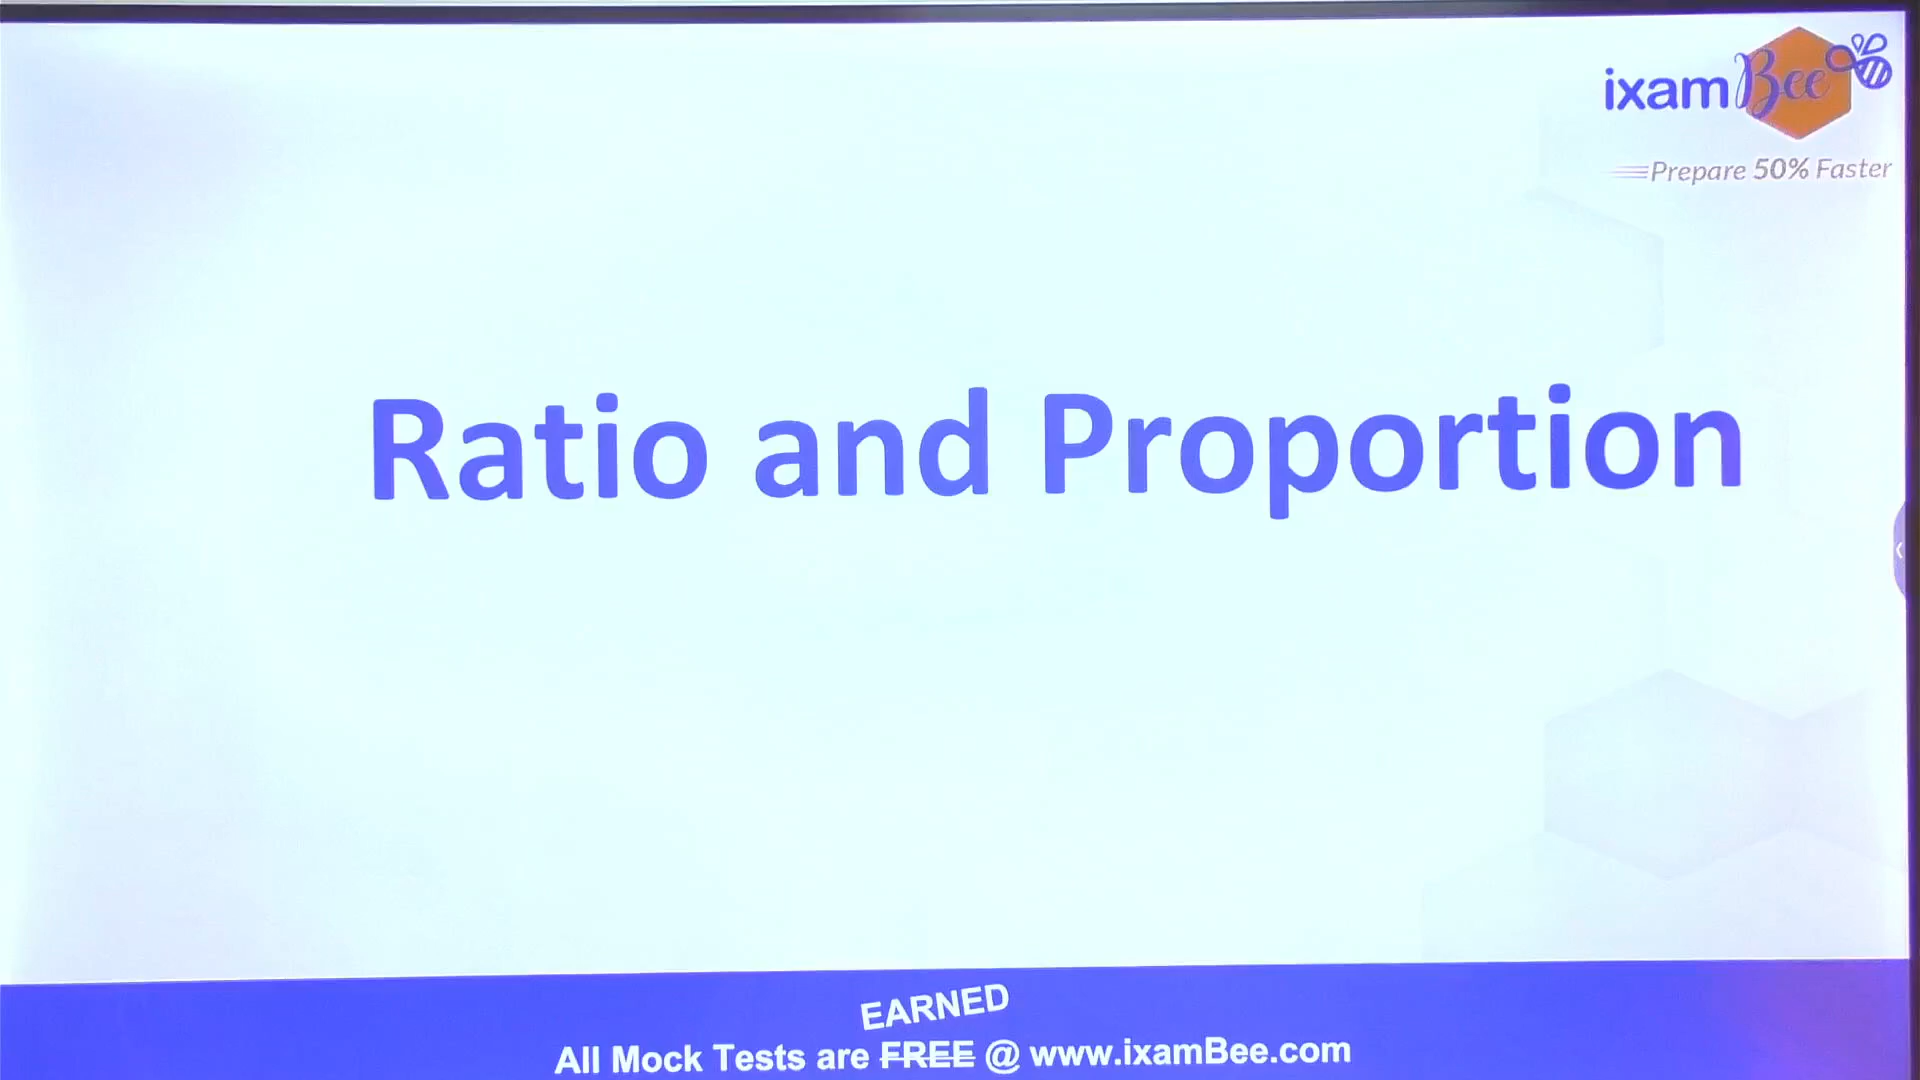 ixamBee
Prepare 50% Faster
Ratio and Proportion
EARNED
All Mock Tests are FREE @ www.ixamBee.com